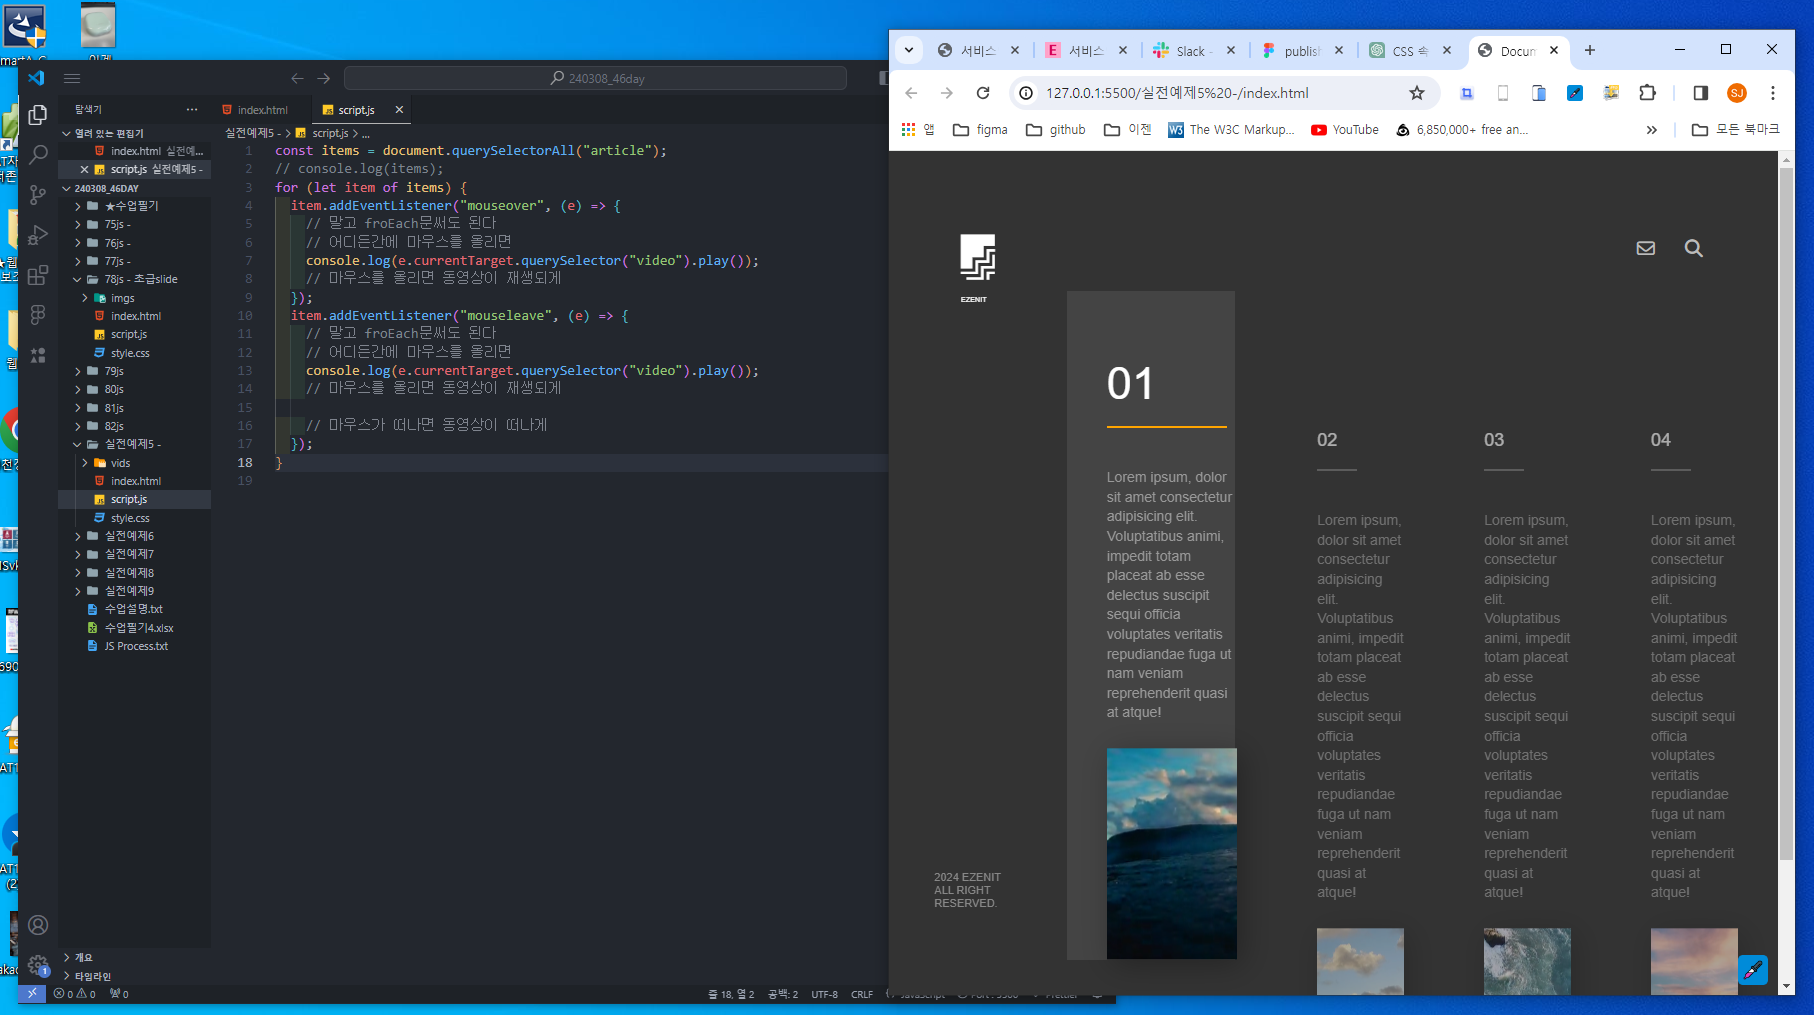 이젠
240308_46day
탐색기
index.html
script.js
열려 있는 편집기
index.html 실전예...
script.js 실전예제5 -
240308_46DAY
★수업필기
75js -
76js -
77js -
78js - 초급slide
imgs
index.html
script.js
style.css
79js
80js
81js
82js
실전예제5 -
vids
index.html
script.js
style.css
실전예제6
실전예제7
실전예제8
실전예제9
수업설명.txt
수업필기4.xlsx
JS Process.txt
개요
타임라인
실전예제5 - > script.js > ...
1 const items = document.querySelectorAll("article");
2 // console.log(items);
3 for (let item of items) {
4 item.addEventListener("mouseover", (e) => {
5 // 말고 froEach문써도 된다
6 // 어디든간에 마우스를 올리면
7 console.log(e.currentTarget.querySelector("video").play());
8 // 마우스를 올리면 동영상이 재생되게
9 });
10 item.addEventListener("mouseleave", (e) => {
11 // 말고 froEach문써도 된다
12 // 어디든간에 마우스를 올리면
13 console.log(e.currentTarget.querySelector("video").play());
14 // 마우스를 올리면 동영상이 재생되게
15
16 // 마우스가 떠나면 동영상이 떠나게
17 });
18 }
19
0 0 0
줄 18, 열 2 공백: 2 UTF-8 CRLF
서비스 서비스 Slack - publish CSS 속 Docum
127.0.0.1:5500/실전예제5%20-/index.html
SJ
앱 figma github 이젠 The W3C Markup... YouTube 6,850,000+ free an... 모든 북마크
EZENIT
01
Lorem ipsum, dolor
sit amet consectetur
adipisicing elit.
Voluptatibus animi,
impedit totam
placeat ab esse
delectus suscipit
sequi officia
voluptates veritatis
repudiandae fuga ut
nam veniam
reprehenderit quasi
at atque!
02
Lorem ipsum,
dolor sit amet
consectetur
adipisicing
elit.
Voluptatibus
animi, impedit
totam placeat
ab esse
delectus
suscipit sequi
officia
voluptates
veritatis
repudiandae
fuga ut nam
veniam
reprehenderit
quasi at
atque!
03
Lorem ipsum,
dolor sit amet
consectetur
adipisicing
elit.
Voluptatibus
animi, impedit
totam placeat
ab esse
delectus
suscipit sequi
officia
voluptates
veritatis
repudiandae
fuga ut nam
veniam
reprehenderit
quasi at
atque!
04
Lorem ipsum,
dolor sit amet
consectetur
adipisicing
elit.
Voluptatibus
animi, impedit
totam placeat
ab esse
delectus
suscipit sequi
officia
voluptates
veritatis
repudiandae
fuga ut nam
veniam
reprehenderit
quasi at
atque!
2024 EZENIT
ALL RIGHT
RESERVED.